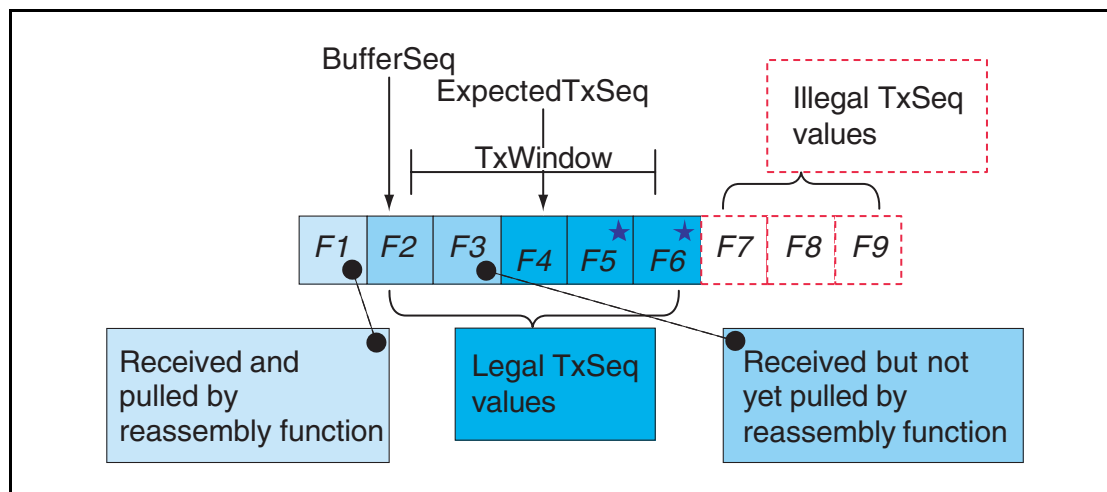 BufferSeq
ExpectedTxSeq
TxWindow
Illegal TxSeq
values
F1 F2 F3 F4 F5 F6 F7 F8 F9
Received and
pulled by
reassembly function
Legal TxSeq
values
Received but not
yet pulled by
reassembly function